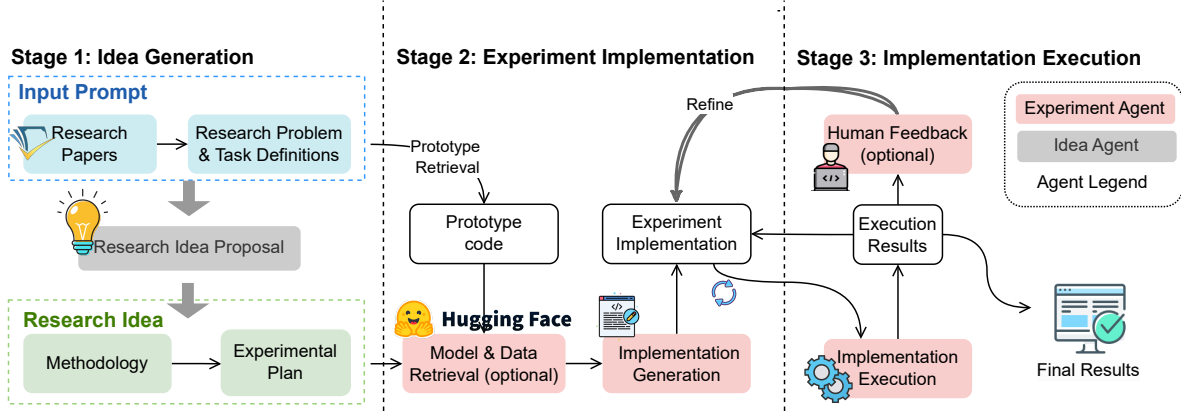 Stage 1: Idea Generation
Input Prompt
Research
Papers
Research Problem
& Task Definitions
Research Idea Proposal
Research Idea
Methodology
Experimental
Plan
Stage 2: Experiment Implementation
Prototype
Retrieval
Prototype
code
Refine
Experiment
Implementation
Hugging Face
Model & Data
Retrieval (optional)
Implementation
Generation
Stage 3: Implementation Execution
Human Feedback
(optional)
Execution
Results
Implementation
Execution
Final Results
Experiment Agent
Idea Agent
Agent Legend